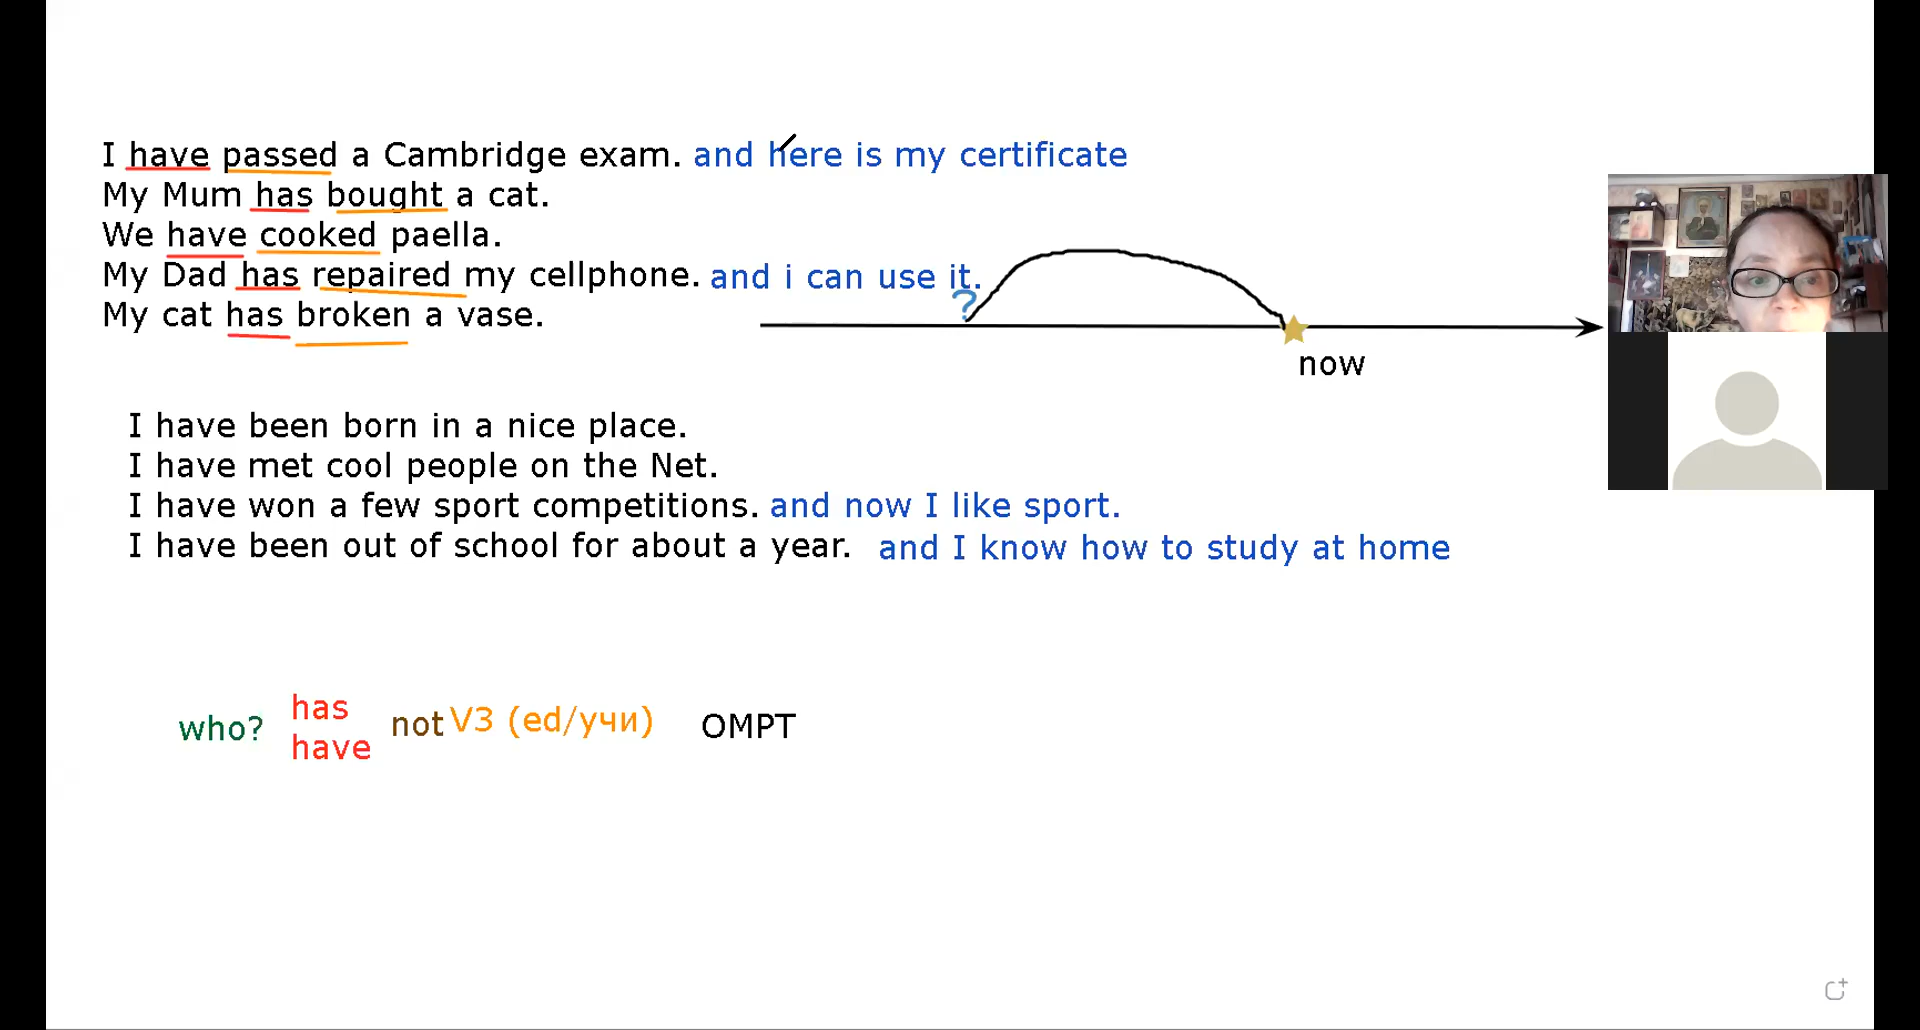 I have passed a Cambridge exam. and here is my certificate
My Mum has bought a cat.
We have cooked paella.
My Dad has repaired my cellphone. and i can use it.
?
My cat has broken a vase.
now
I have been born in a nice place.
I have met cool people on the Net.
I have won a few sport competitions. and now I like sport.
I have been out of school for about a year. and I know how to study at home
who? has have not V3 (ed/учи) OMPT